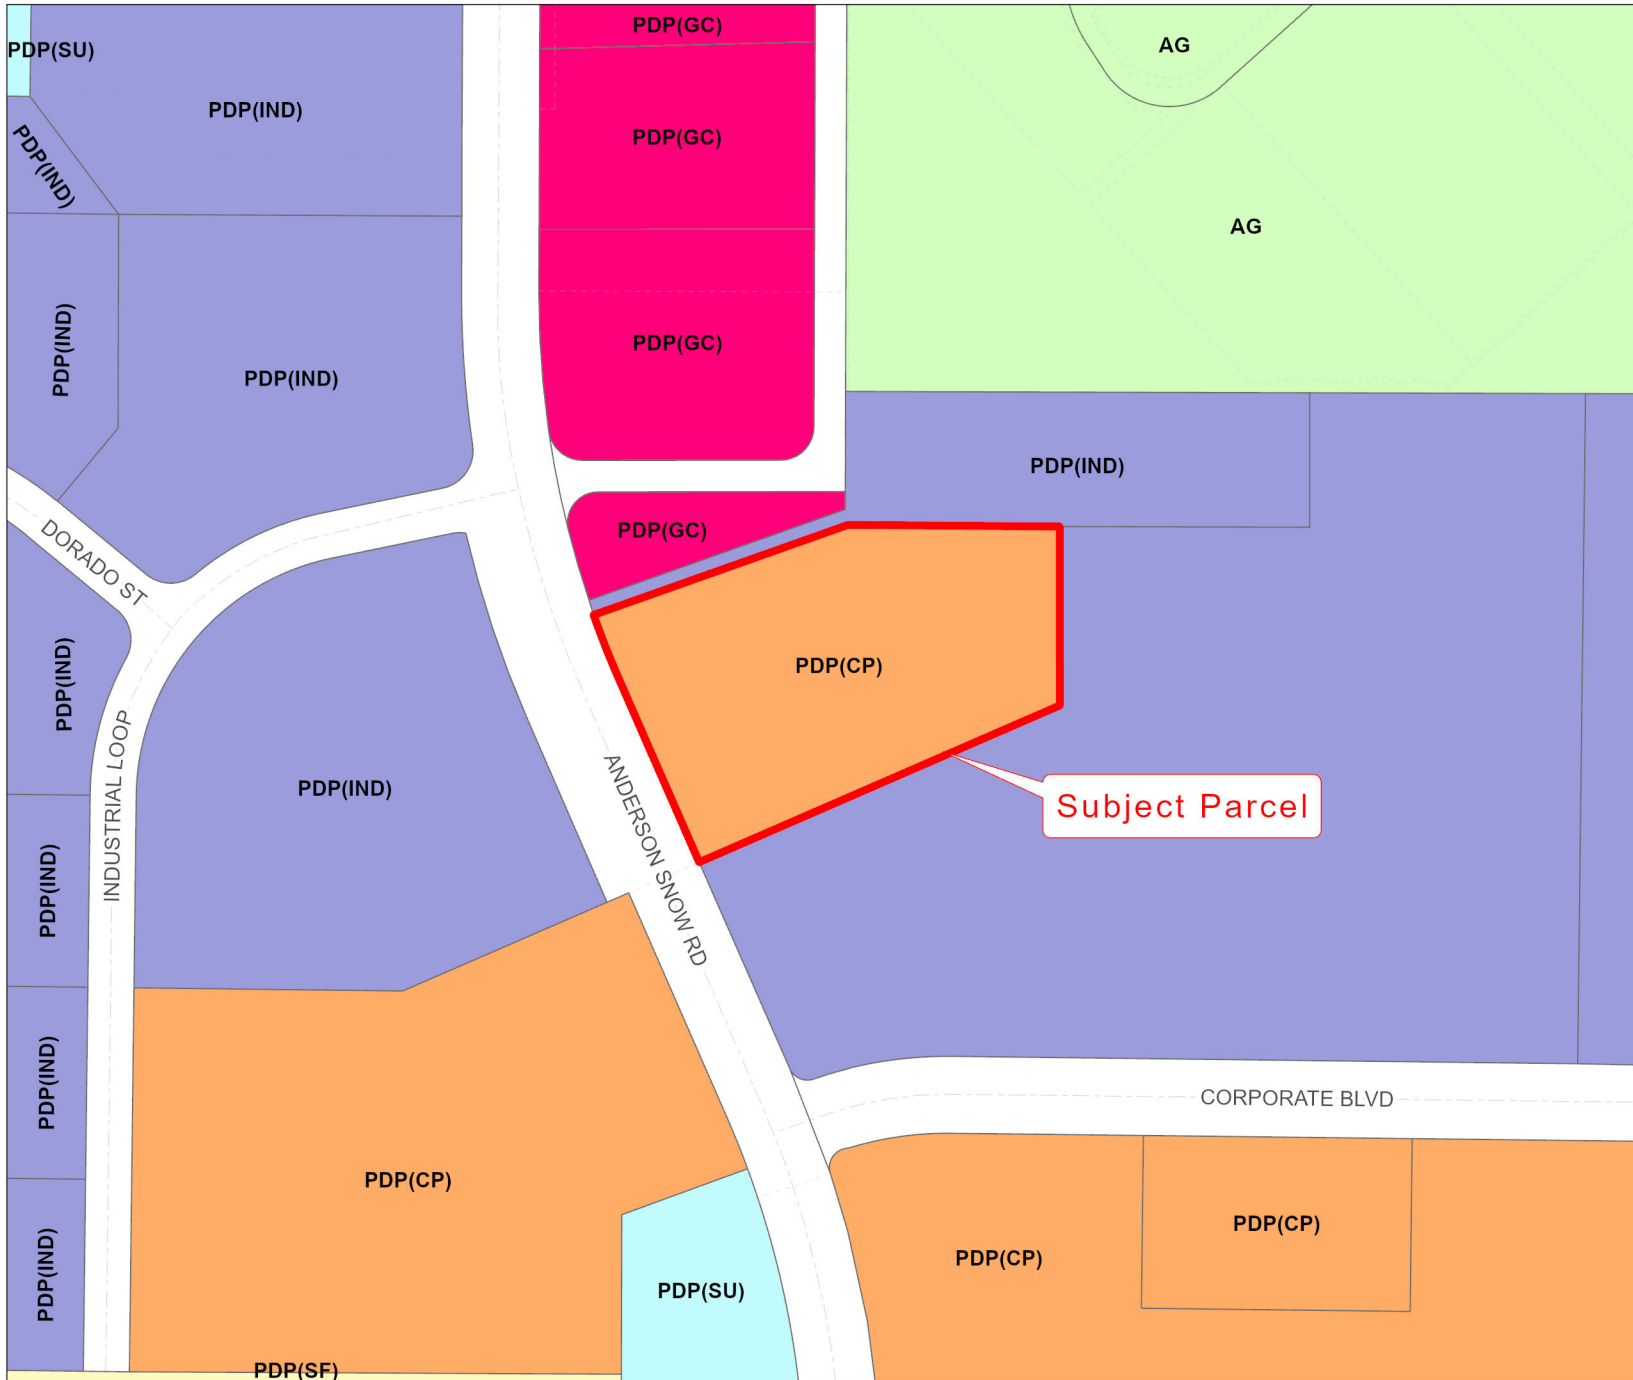 PDP(GC)
AG
PDP(SU)
PDP(IND)
PDP(GC)
PDP(IND)
AG
PDP(IND)
PDP(GC)
PDP(IND)
PDP(IND)
PDP(GC)
DORADO ST
PDP(CP)
PDP(IND)
INDUSTRIAL LOOP
PDP(IND)
ANDERSON SNOW RD
Subject Parcel
PDP(IND)
PDP(IND)
CORPORATE BLVD
PDP(CP)
PDP(CP)
PDP(CP)
PDP(IND)
PDP(SU)
PDP(SF)